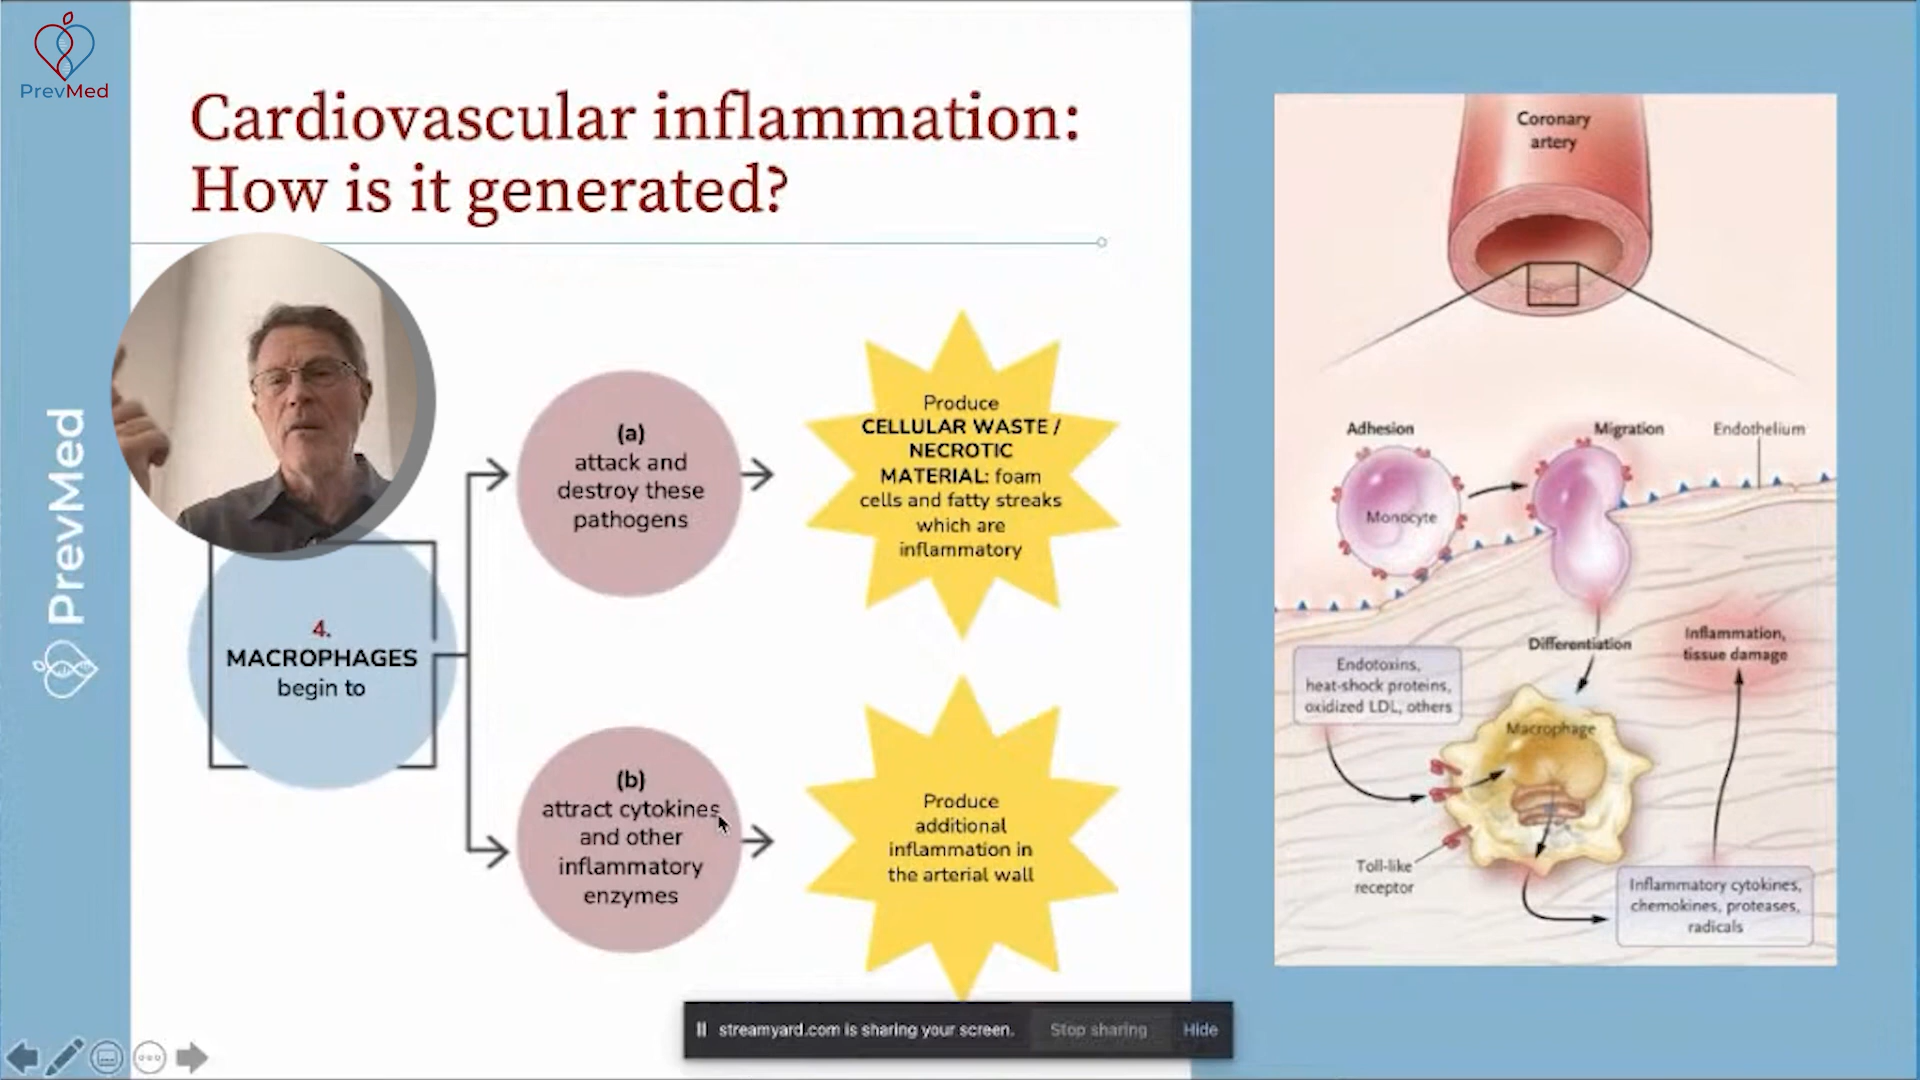 PrevMed
Cardiovascular inflammation:
How is it generated?
PrevMed
4.
MACROPHAGES
begin to
(a)
attack and
destroy these
pathogens
Produce
CELLULAR WASTE /
NECROTIC
MATERIAL: foam
cells and fatty streaks
which are
inflammatory
(b)
attract cytokines
and other
inflammatory
enzymes
Produce
additional
inflammation in
the arterial wall
Coronary
artery
Adhesion
Migration
Endothelium
Monocyte
Differentiation
Inflammation,
tissue damage
Endotoxins,
heat-shock proteins,
oxidized LDL, others
Macrophage
Toll-like
receptor
Inflammatory cytokines,
chemokines, proteases,
radicals
streamyard.com is sharing your screen.
Stop sharing
Hide